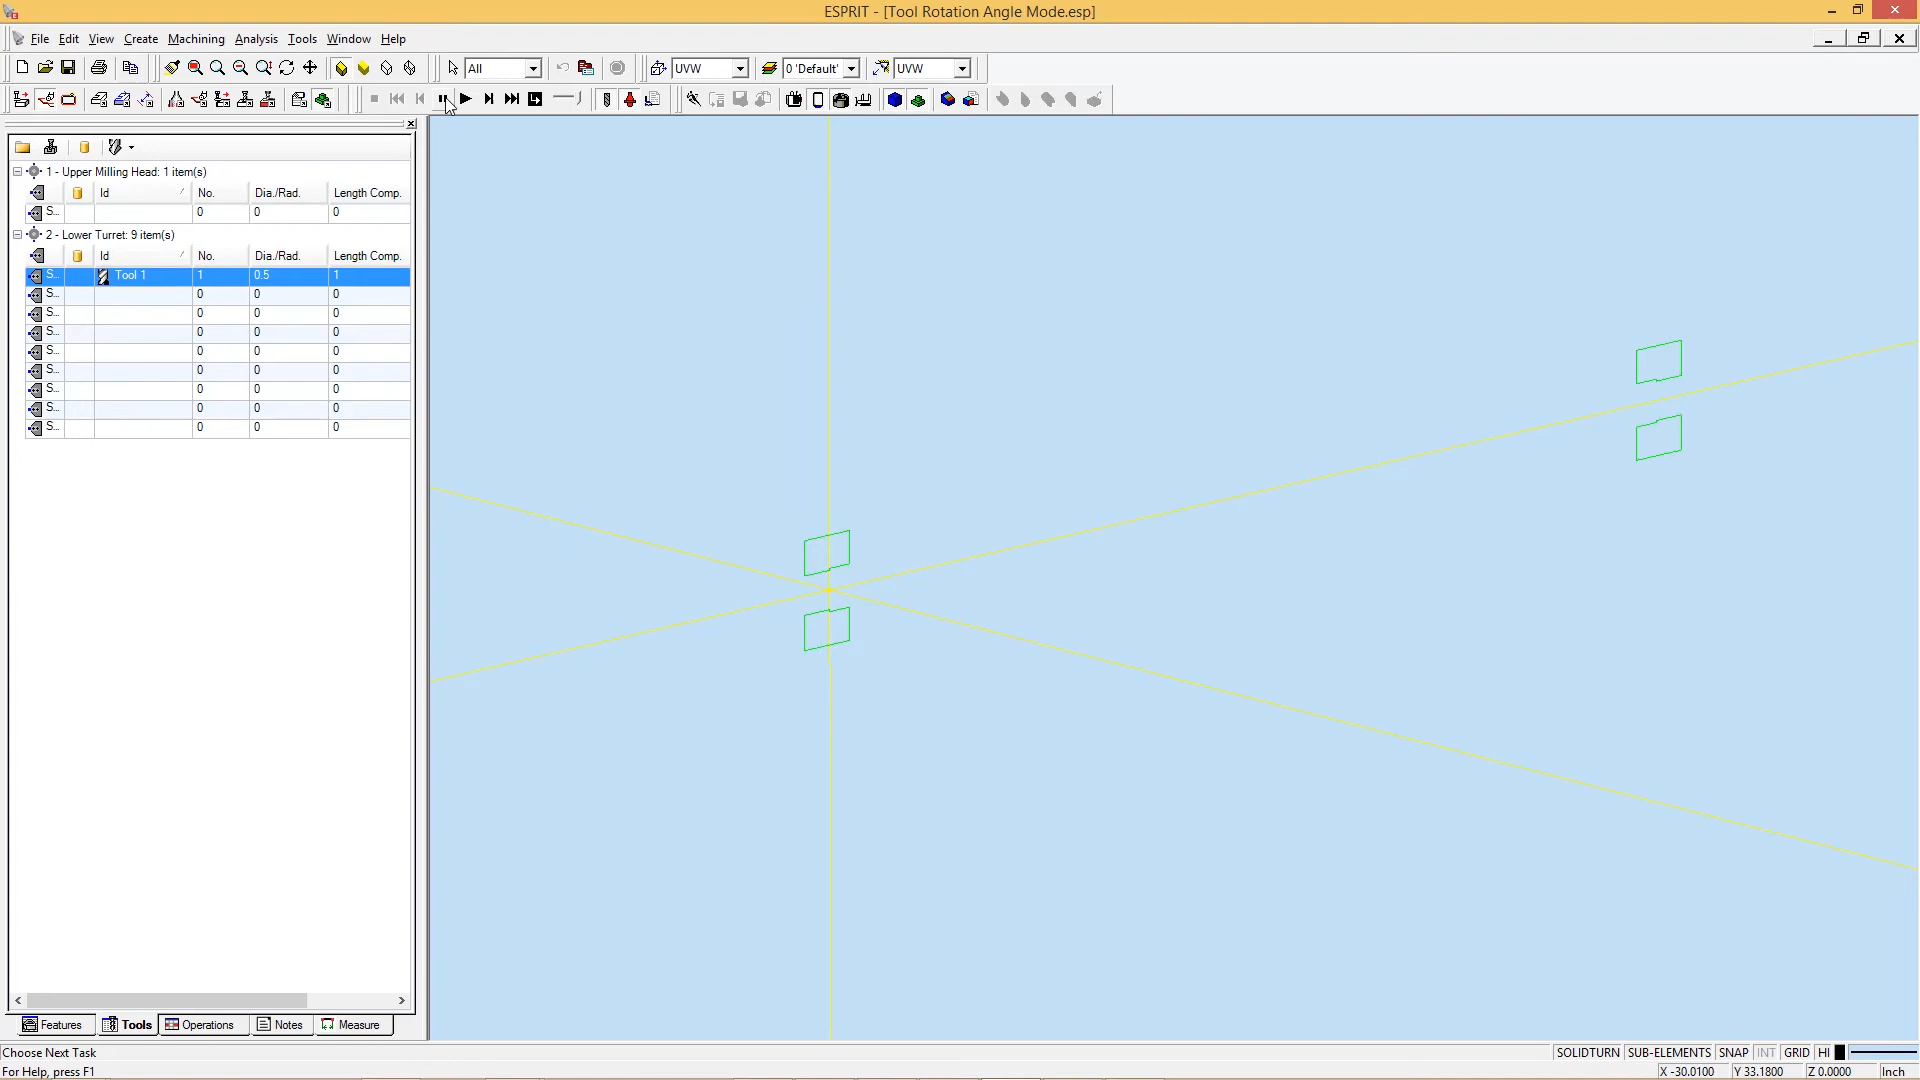 ESPRIT - [Tool Rotation Angle Mode.esp]
File Edit View Create Machining Analysis Tools Window Help
All UVW 0 'Default' UVW
1 - Upper Milling Head: 1 item(s)
Id No. Dia./Rad. Length Comp.
S... 0 0 0
2 - Lower Turret: 9 item(s)
Id No. Dia./Rad. Length Comp.
S... Tool 1 1 0.5 1
S... 0 0 0
S... 0 0 0
S... 0 0 0
S... 0 0 0
S... 0 0 0
S... 0 0 0
S... 0 0 0
S... 0 0 0
Features Tools Operations Notes Measure
Choose Next Task SOLIDTURN SUB-ELEMENTS SNAP INT GRID HI
For Help, press F1 X -30.0100 Y 33.1800 Z 0.0000 Inch